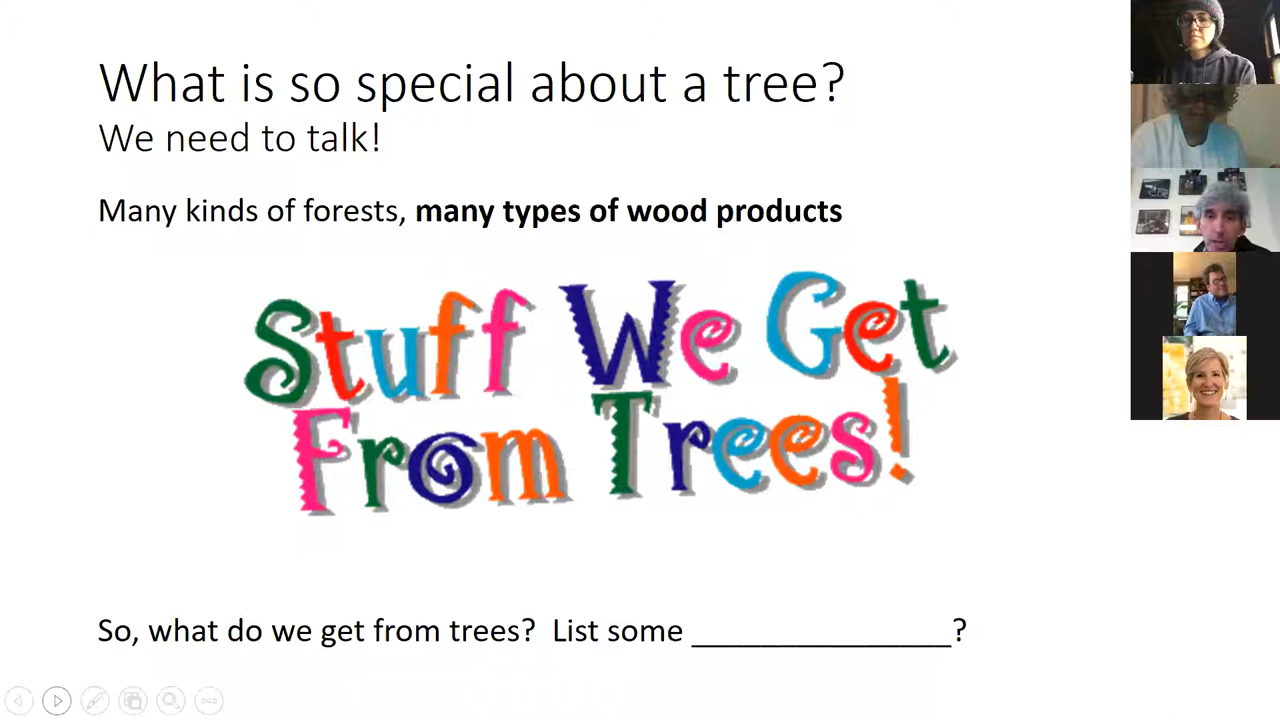 What is so special about a tree?
We need to talk!
Many kinds of forests, many types of wood products
Stuff We Get
From Trees!
So, what do we get from trees?  List some ________________?